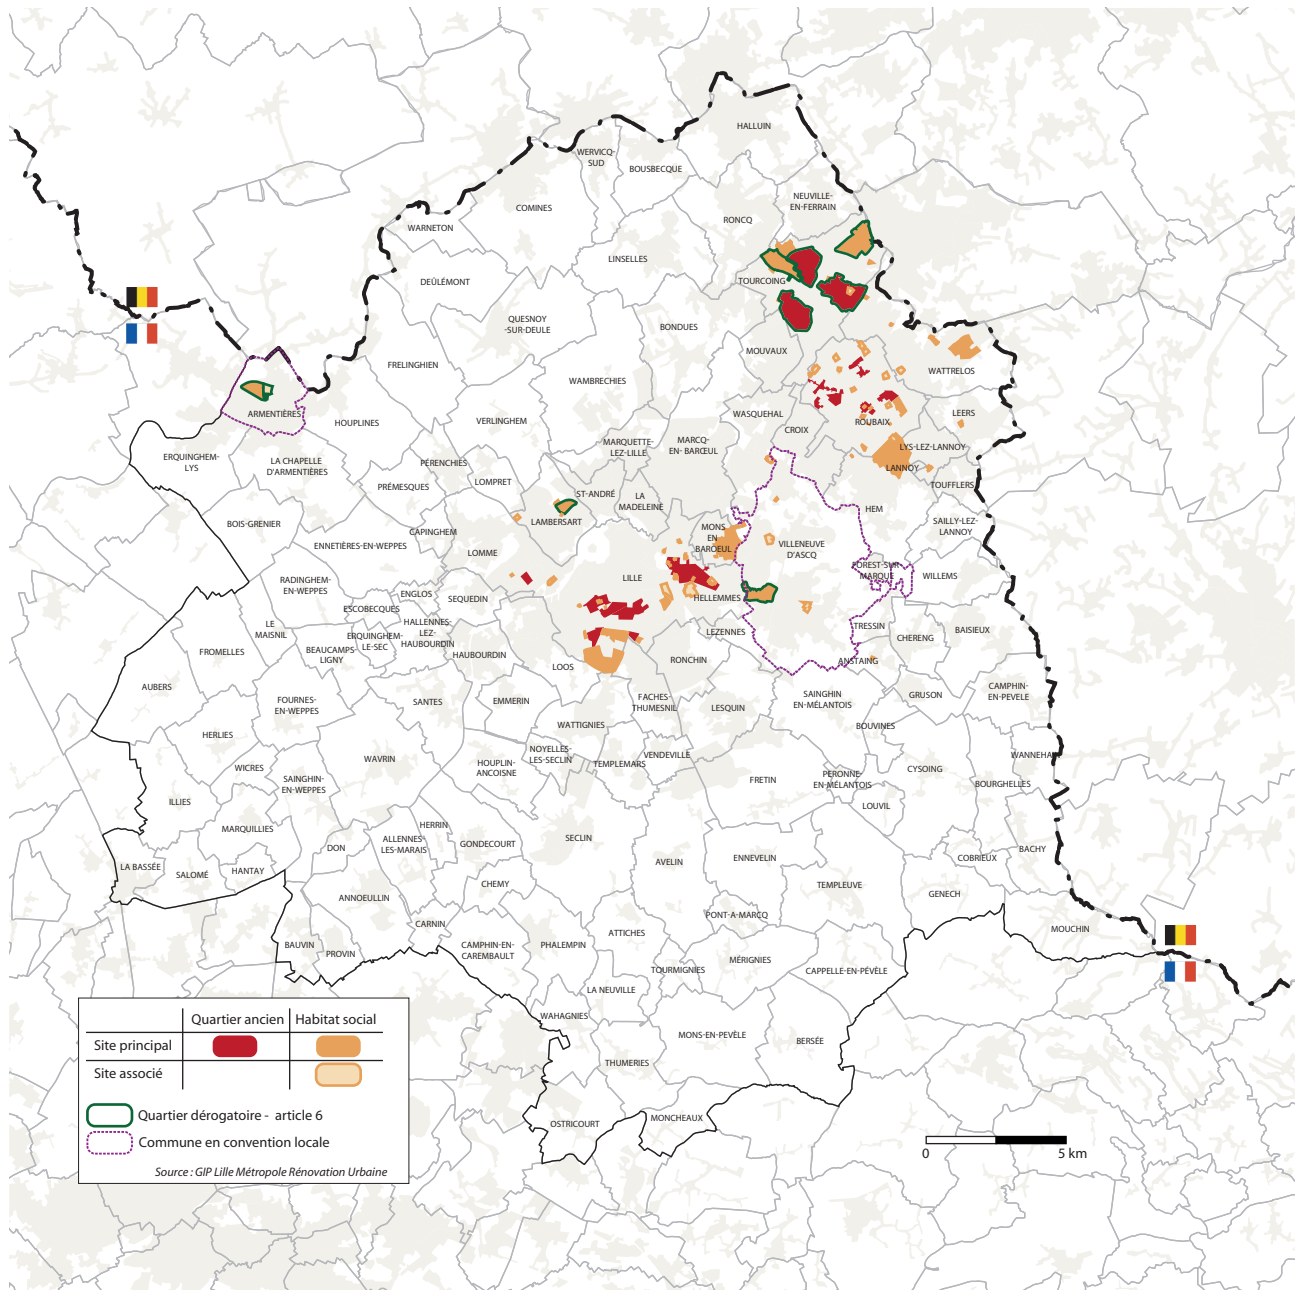 HALLUIN
WERVICQ-
SUD
BOUSBECQUE
COMINES
NEUVILLE-
EN-FERRAIN
RONCQ
WARNETON
LINSELLES
DEÛLÉMONT
TOURCOING
QUESNOY
-SUR-DEULE
BONDUES
MOUVAUX
FRELINGHIEN
WATTRELOS
WAMBRECHIES
ARMENTIÈRES
HOUPLINES
VERLINGHEM
WASQUEHAL
CROIX
ROUBAIX
LEERS
MARQUETTE-
LEZ-LILLE
MARCQ-
EN- BARŒUL
LYS-LEZ-LANNOY
LANNOY
TOUFFLERS
ERQUINGHEM-
LYS
LA CHAPELLE
D'ARMENTIÈRES
PÉRENCHIES
PRÉMESQUES
LOMPRET
ST-ANDRÉ
LA
MADELEINE
LAMBERSART
HEM
SAILLY-LEZ-
LANNOY
BOIS-GRENIER
CAPINGHEM
ENNETIÈRES-EN-WEPPES
LOMME
MONS
EN
BAROEUL
VILLENEUVE
D'ASCQ
FOREST-SUR-
MARQUE
WILLEMS
LILLE
RADINGHEM-
EN-WEPPES
ENGLOS
SEQUEDIN
HELLEMMES
ESCOBECQUES
LE
MAISNIL
HALLENNES-
LEZ-
HAUBOURDIN
ERQUINGHEM-
LE-SEC
LEZENNES
TRESSIN
CHERENG
BAISIEUX
FROMELLES
BEAUCAMPS-
LIGNY
HAUBOURDIN
LOOS
RONCHIN
ANSTAING
AUBERS
FOURNES-
EN-WEPPES
SANTES
EMMERIN
FACHES-
THUMESNIL
LESQUIN
SAINGHIN
EN-MÉLANTOIS
GRUSON
CAMPHIN-
EN-PEVELE
WATTIGNIES
BOUVINES
HERLIES
WICRES
WAVRIN
NOYELLES-
LES-SECLIN
VENDEVILLE
TEMPLEMARS
HOUPLIN-
ANCOISNE
WANNEHA
CYSOING
PERONNE-
EN-MÉLANTOIS
FRETIN
BOURGHELLES
SAINGHIN-
EN-WEPPES
ILLIES
LOUVIL
MARQUILLIES
HERRIN
ALLENNES-
LES-MARAIS
DON
GONDECOURT
SECLIN
AVELIN
ENNEVELIN
COBRIEUX
BACHY
LA BASSÉE
SALOMÉ
HANTAY
CHEMY
TEMPLEUVE
GENECH
ANNOEULLIN
CARNIN
PONT-A-MARCQ
MOUCHIN
BAUVIN
PROVIN
CAMPHIN-EN-
CAREMBAULT
PHALEMPIN
ATTICHES
MÉRIGNIES
TOURMIGNIES
CAPPELLE-EN-PÉVÈLE
LA NEUVILLE
WAHAGNIES
MONS-EN-PEVÈLE
BERSÉE
THUMERIES
OSTRICOURT
MONCHEAUX
Quartier ancien
Habitat social
Site principal
Site associé
Quartier dérogatoire - article 6
Commune en convention locale
Source : GIP Lille Métropole Rénovation Urbaine
0
5 km